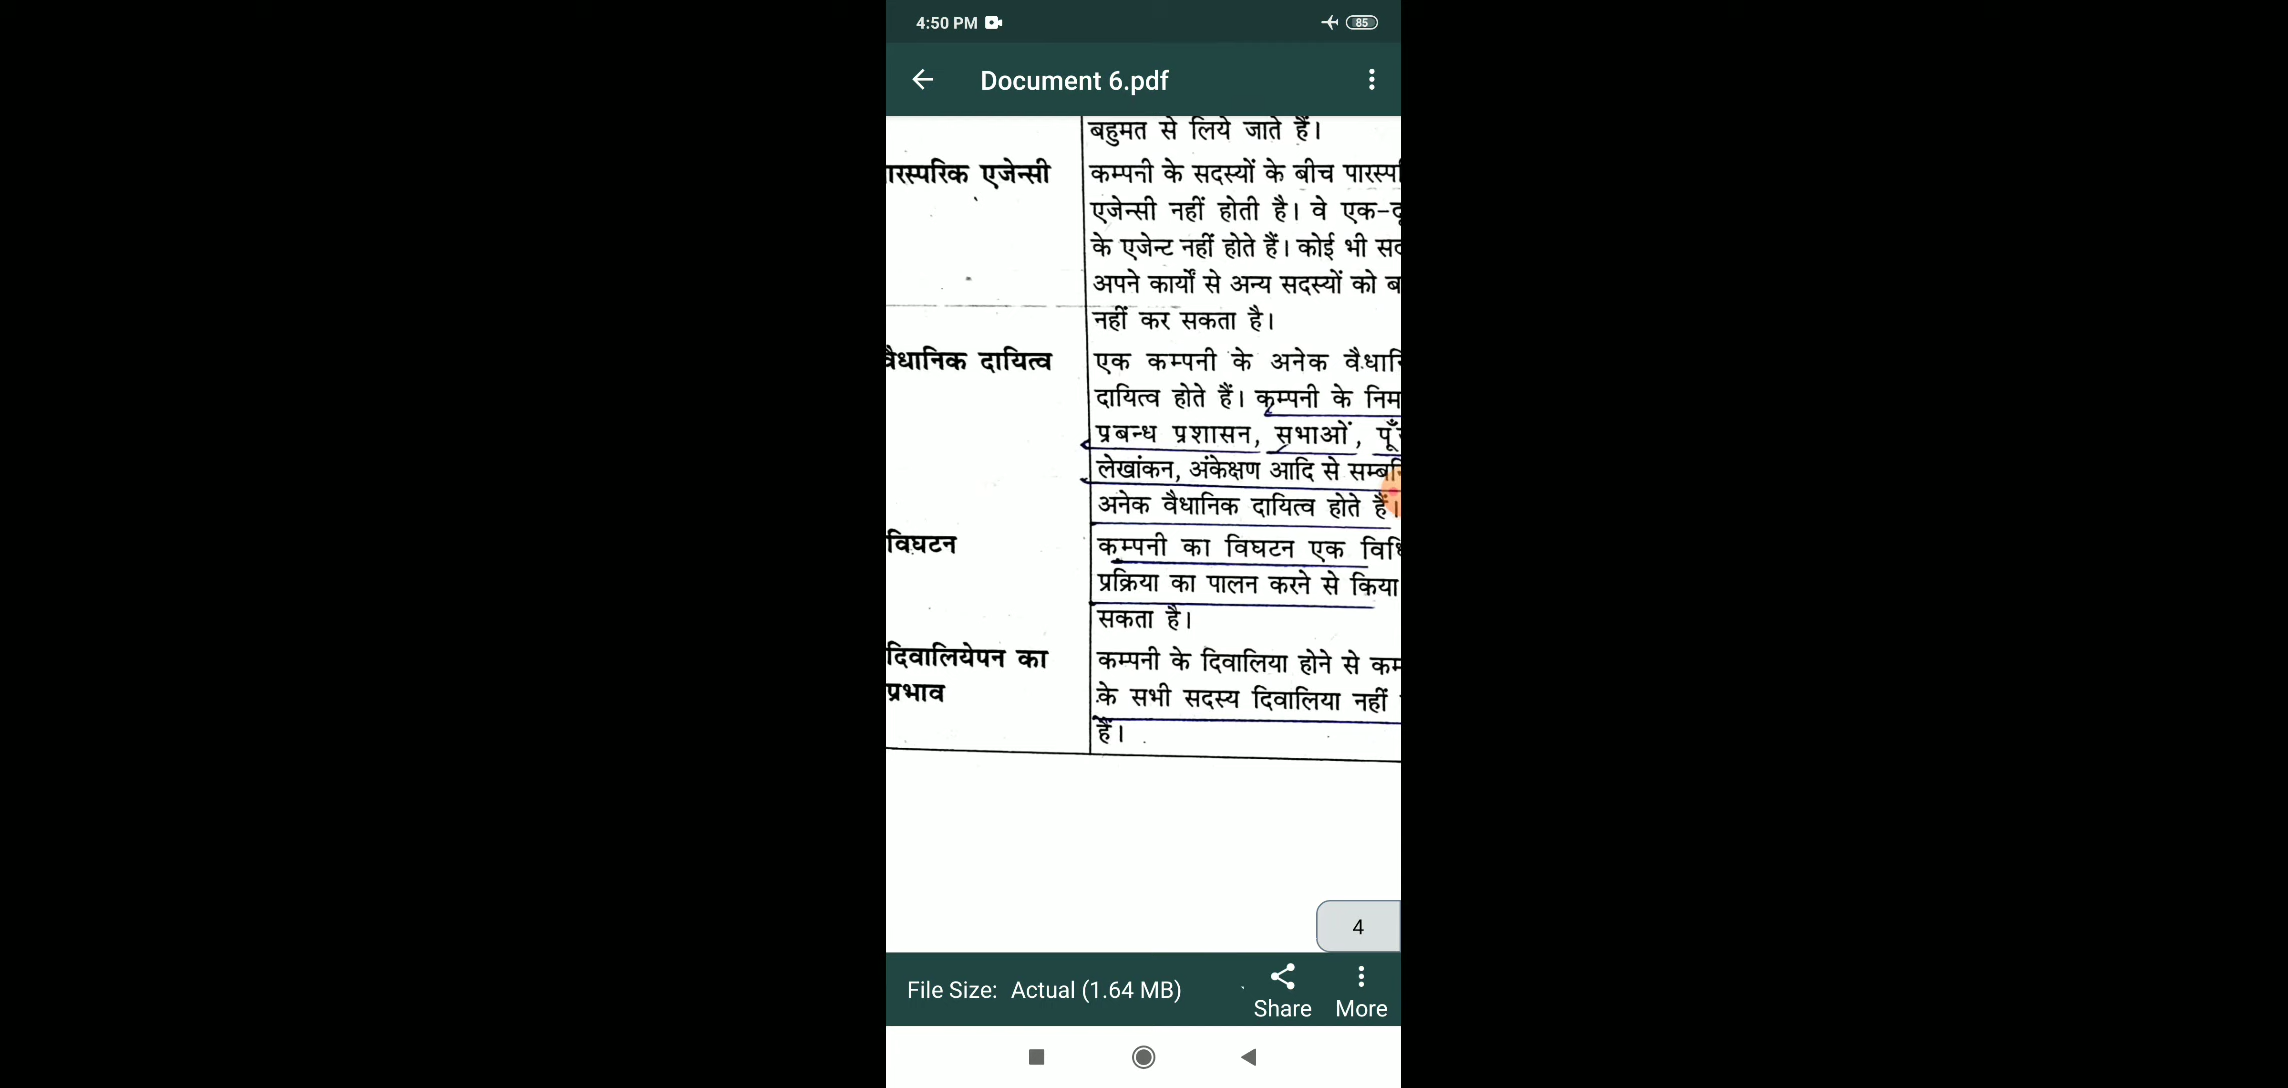 4:50 PM
85
Document 6.pdf
बहुमत से लिये जाते हैं।
पारस्परिक एजेन्सी
कम्पनी के सदस्यों के बीच
एजेन्सी नहीं होती है। वे
के एजेन्ट नहीं होते हैं। कोई भी
अपने कार्यों से अन्य सदस्यों को
नहीं कर सकता है।
वैधानिक दायित्व
एक कम्पनी के अनेक
दायित्व होते हैं। कम्पनी के
प्रबन्ध प्रशासन, सभाओं,
लेखांकन, अंकेक्षण आदि से
अनेक वैधानिक दायित्व होते हैं।
विघटन
कम्पनी का विघटन एक
प्रक्रिया का पालन करने से किया
सकता है।
दिवालियेपन का
प्रभाव
कम्पनी के दिवालिया होने से
के सभी सदस्य दिवालिया नहीं
हैं।
4
File Size: Actual (1.64 MB)
Share
More